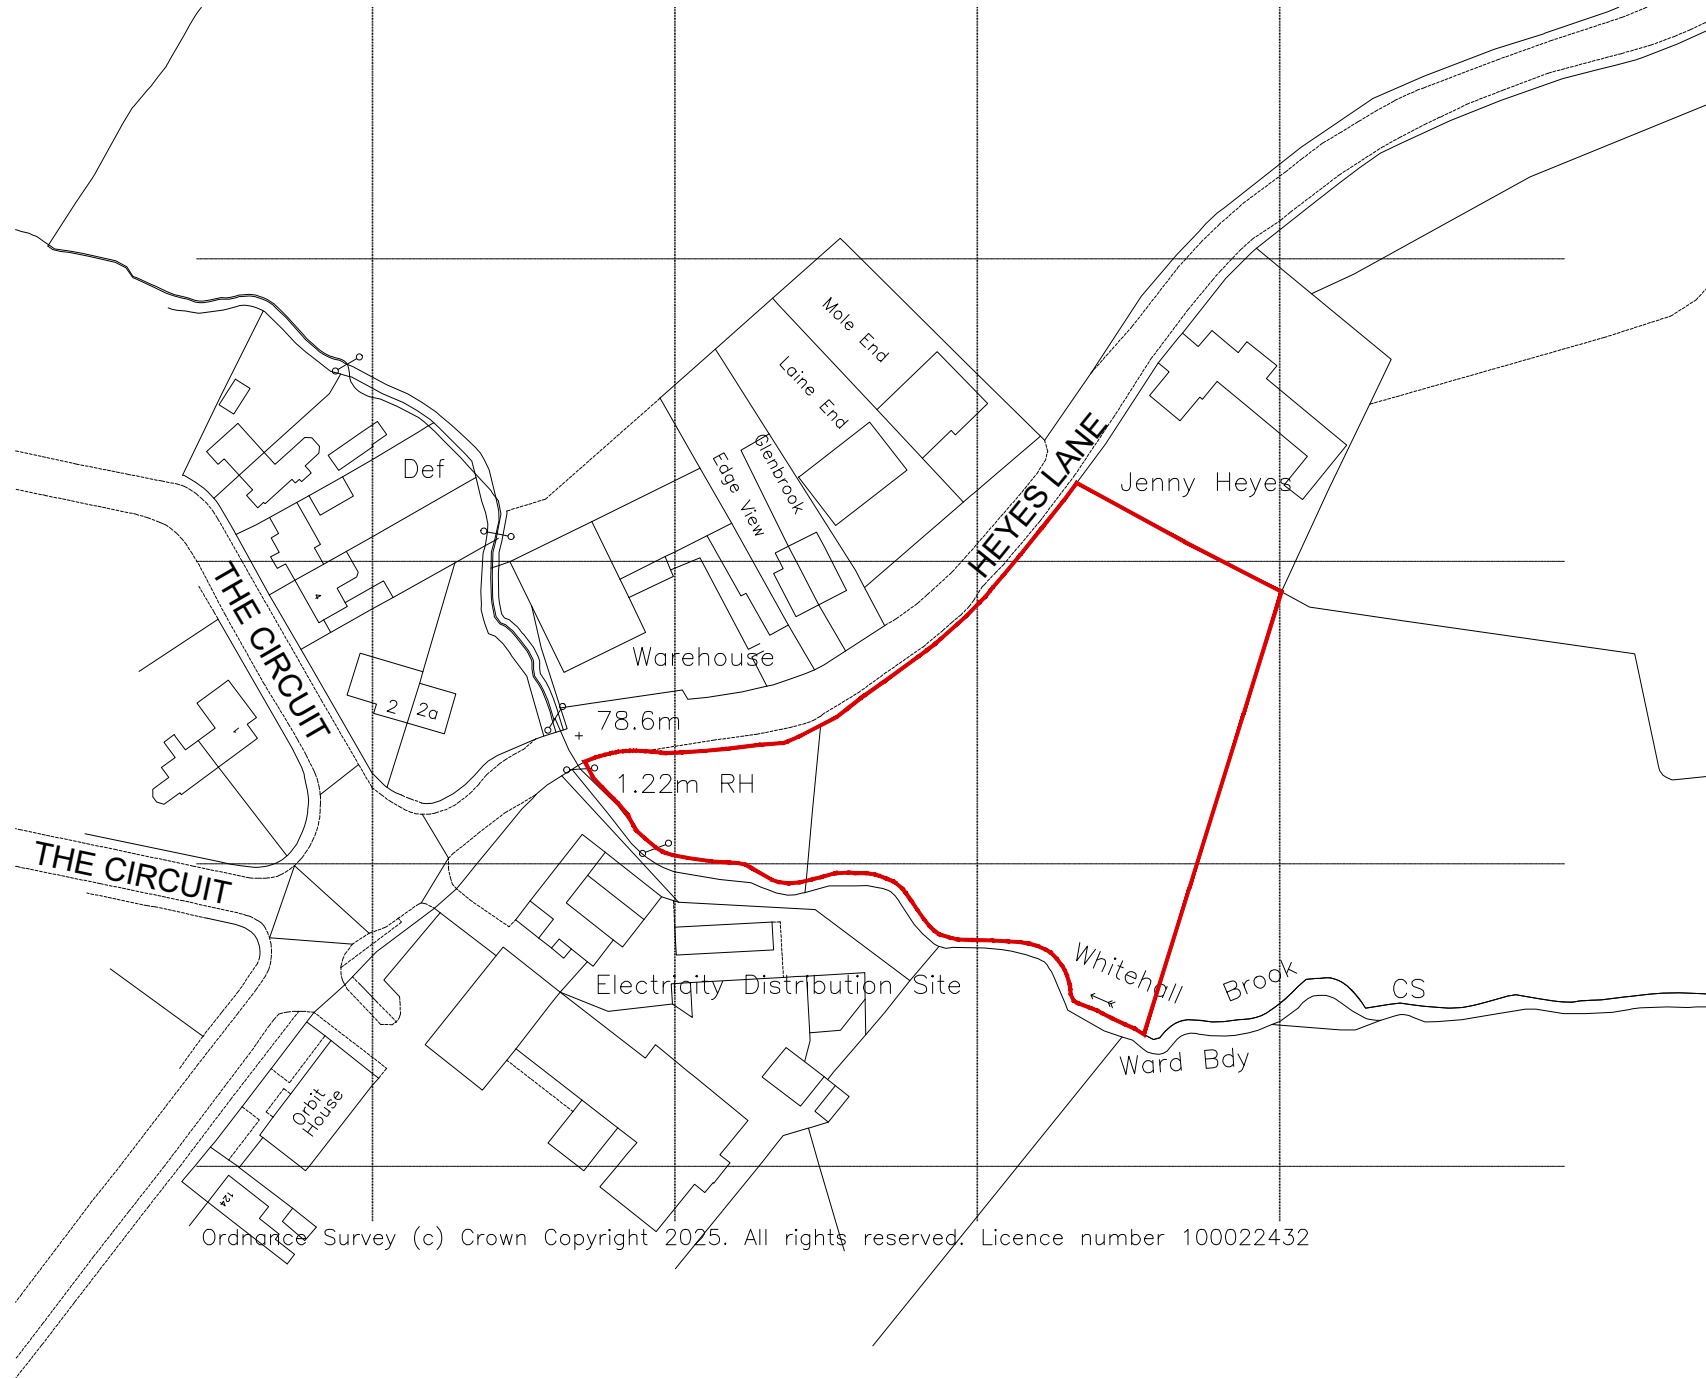 Mole End
Laine End
Glenbrook
Edge View
Def
HEYES LANE
Jenny Heyes
THE CIRCUIT
4
Warehouse
2
2a
78.6m
1
1.22m RH
THE CIRCUIT
Whitehall
Brook
CS
Electricity Distribution Site
Ward Bdy
Orbit
House
124
Ordnance Survey (c) Crown Copyright 2025. All rights reserved. Licence number 100022432